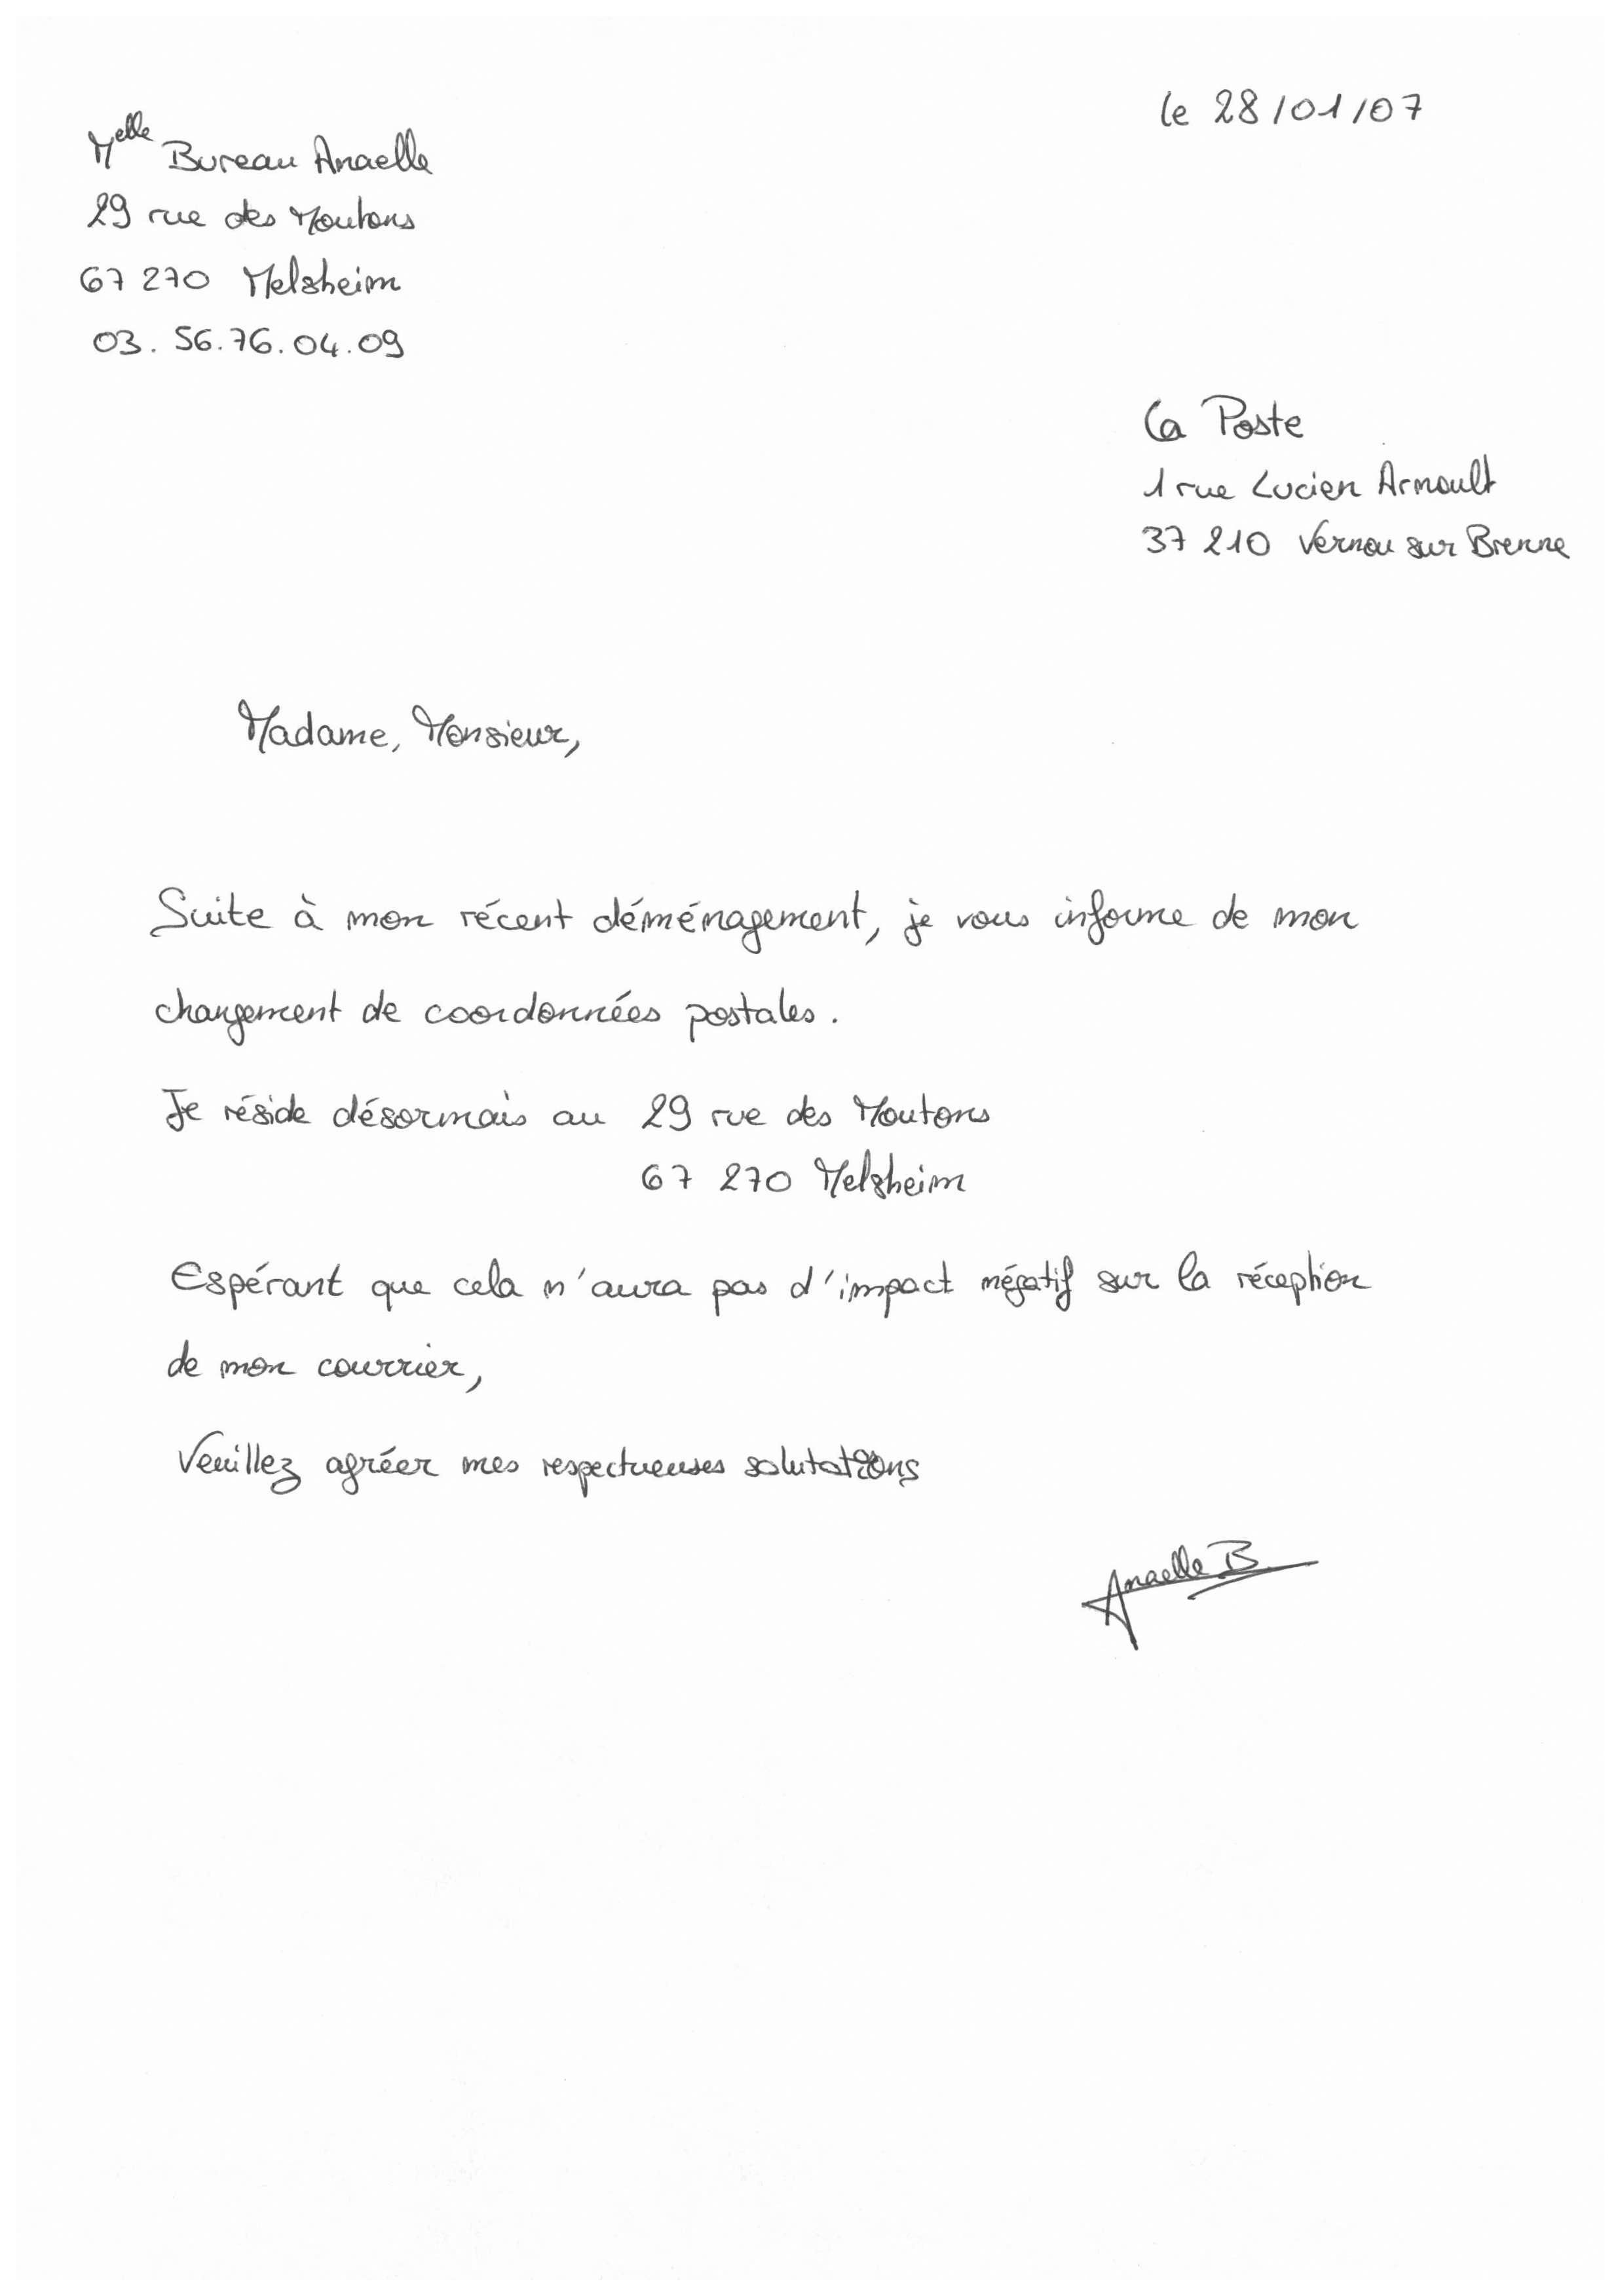 le 28/01/07
Melle Bureau Anaelle
29 rue des Moutons
67 270 Melsheim
03. 56.76.04.09
La Poste
1 rue Lucien Arnoult
37 210 Vernou sur Brenne
Madame, Monsieur,
Suite à mon récent déménagement, je vous informe de mon
changement de coordonnées postales.
Je réside désormais au 29 rue des Moutons
67 270 Melsheim
Espérant que cela n'aura pas d'impact négatif sur la réception
de mon courrier,
Veuillez agréer mes respectueuses salutations
Anaelle B